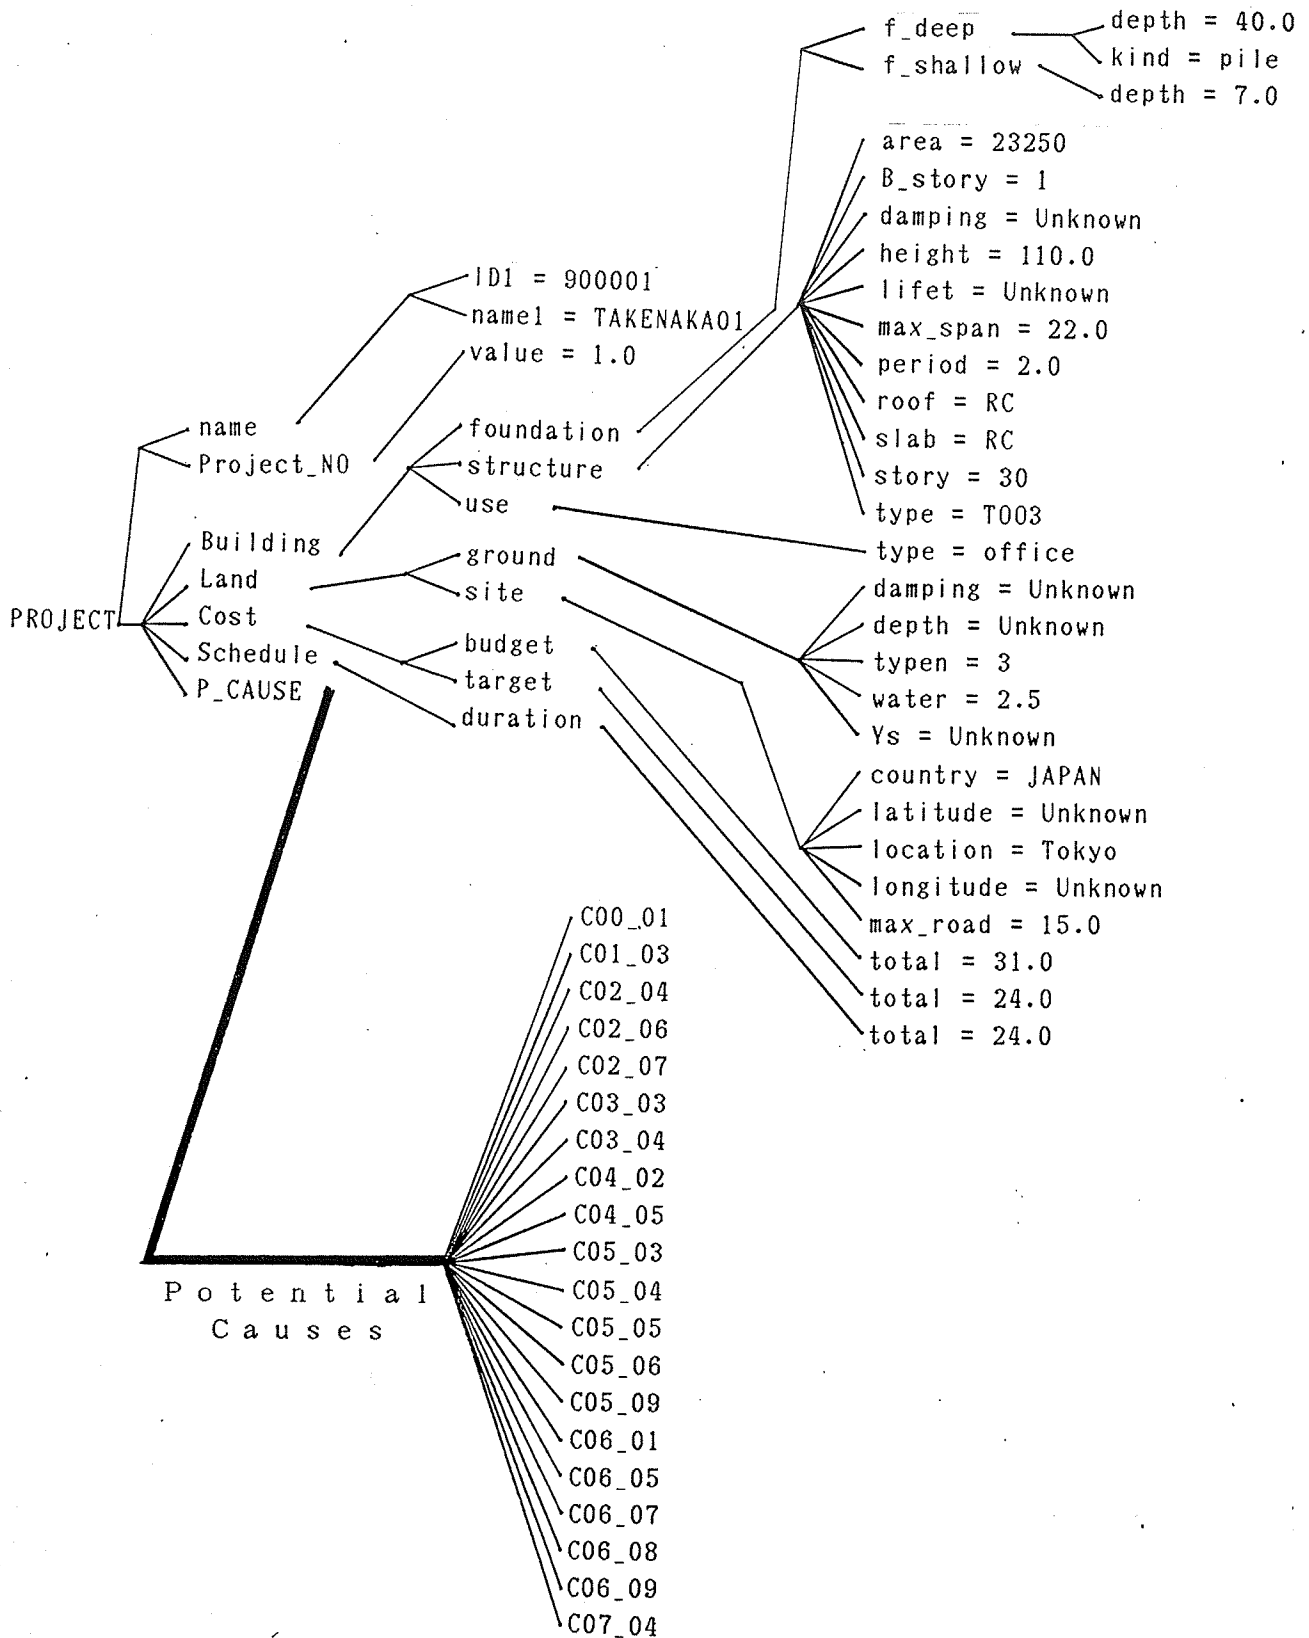 f_deep
depth = 40.0
kind = pile
f_shallow
depth = 7.0
area = 23250
B_story = 1
damping = Unknown
height = 110.0
lifet = Unknown
max_span = 22.0
period = 2.0
roof = RC
slab = RC
story = 30
type = T003
type = office
ID1 = 900001
name1 = TAKENAKA01
value = 1.0
name
Project_NO
foundation
structure
use
Building
Land
PROJECT
Cost
Schedule
P_CAUSE
ground
site
budget
target
duration
damping = Unknown
depth = Unknown
typen = 3
water = 2.5
Ys = Unknown
country = JAPAN
latitude = Unknown
location = Tokyo
longitude = Unknown
max_road = 15.0
total = 31.0
total = 24.0
total = 24.0
C00_01
C01_03
C02_04
C02_06
C02_07
C03_03
C03_04
C04_02
C04_05
C05_03
C05_04
C05_05
C05_06
C05_09
C06_01
C06_05
C06_07
C06_08
C06_09
C07_04
Potential
Causes